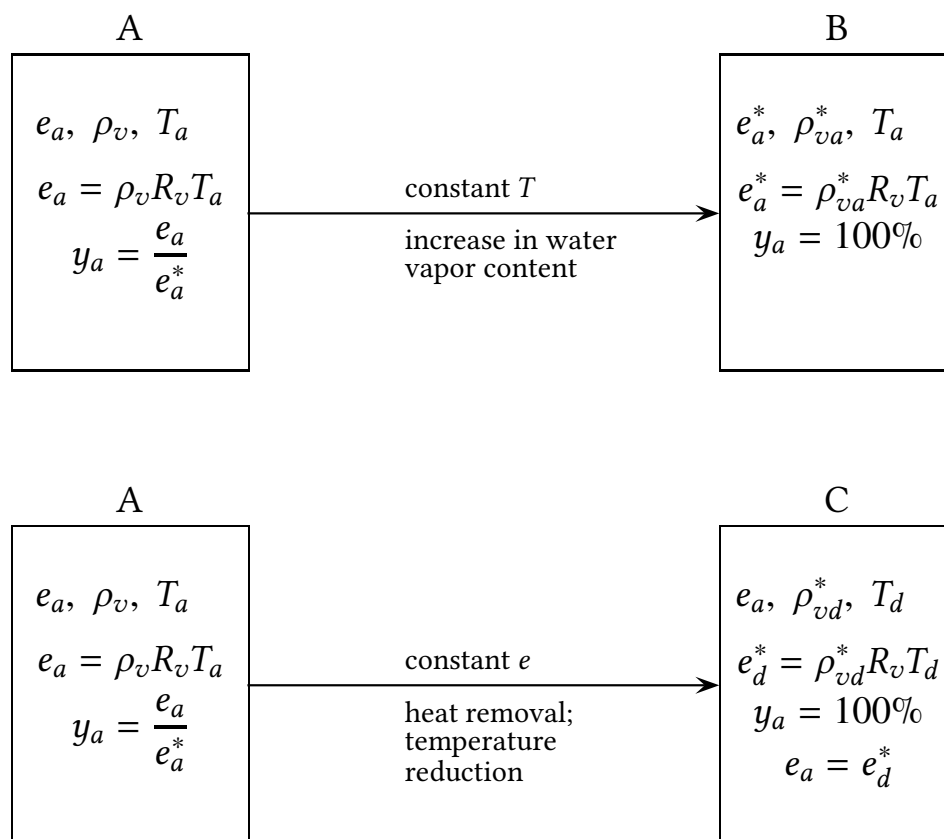 A
e_a, ρ_v, T_a
e_a = ρ_v R_v T_a
y_a = e_a / e_a^*
constant T
increase in water
vapor content
B
e_a^*, ρ_{va}^*, T_a
e_a^* = ρ_{va}^* R_v T_a
y_a = 100%
A
e_a, ρ_v, T_a
e_a = ρ_v R_v T_a
y_a = e_a / e_a^*
constant e
heat removal;
temperature
reduction
C
e_a, ρ_{vd}^*, T_d
e_d^* = ρ_{vd}^* R_v T_d
y_a = 100%
e_a = e_d^*